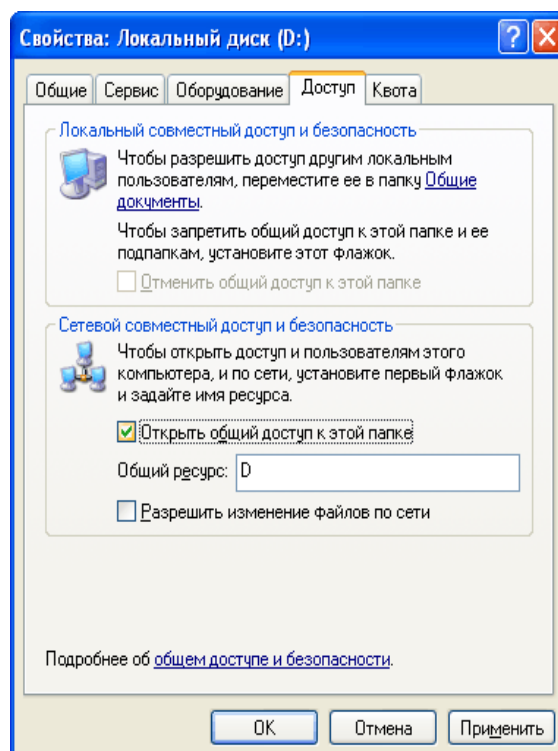 Свойства: Локальный диск (D:)
Общие Сервис Оборудование Доступ Квота
Локальный совместный доступ и безопасность
Чтобы разрешить доступ другим локальным
пользователям, переместите ее в папку Общие
документы.
Чтобы запретить общий доступ к этой папке и ее
подпапкам, установите этот флажок.
Отменить общий доступ к этой папке
Сетевой совместный доступ и безопасность
Чтобы открыть доступ и пользователям этого
компьютера, и по сети, установите первый флажок
и задайте имя ресурса.
Открыть общий доступ к этой папке
Общий ресурс: D
Разрешить изменение файлов по сети
Подробнее об общем доступе и безопасности.
OK Отмена Применить